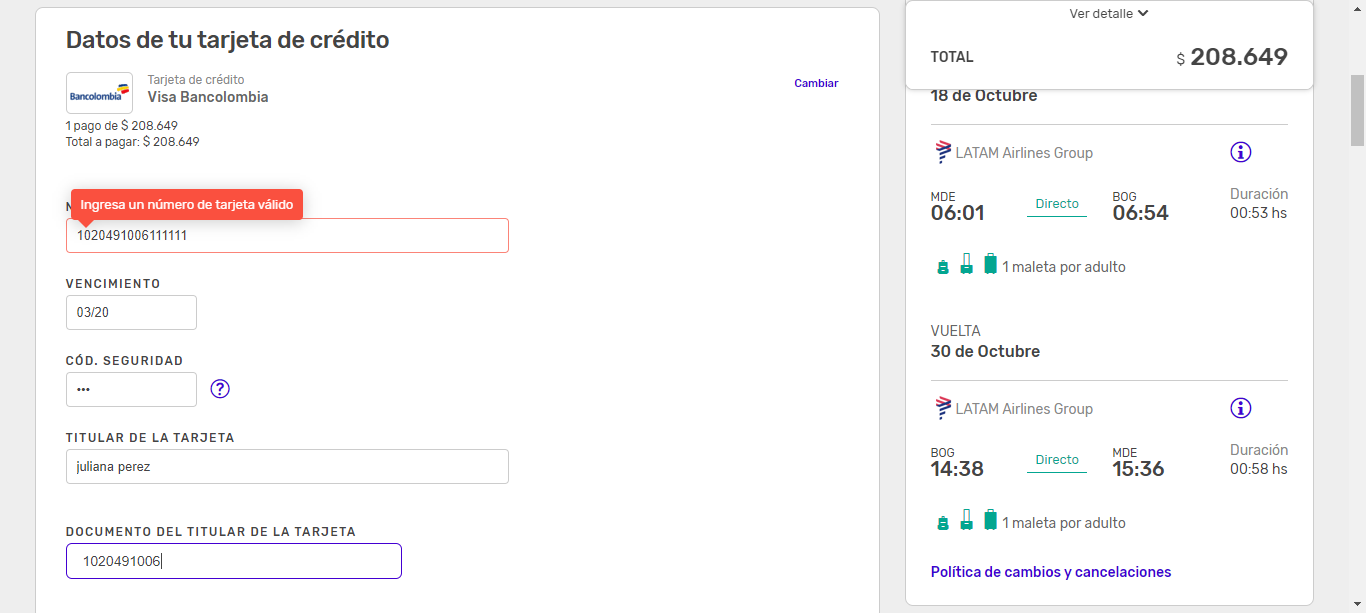 Datos de tu tarjeta de crédito
Bancolombia
Tarjeta de crédito
Visa Bancolombia
Cambiar
1 pago de $ 208.649
Total a pagar: $ 208.649
N
Ingresa un número de tarjeta válido
1020491006111111
VENCIMIENTO
03/20
CÓD. SEGURIDAD
•••
?
TITULAR DE LA TARJETA
juliana perez
DOCUMENTO DEL TITULAR DE LA TARJETA
1020491006
Ver detalle
TOTAL
$ 208.649
18 de Octubre
LATAM Airlines Group
MDE
06:01
Directo
BOG
06:54
Duración
00:53 hs
1 maleta por adulto
VUELTA
30 de Octubre
LATAM Airlines Group
BOG
14:38
Directo
MDE
15:36
Duración
00:58 hs
1 maleta por adulto
Política de cambios y cancelaciones